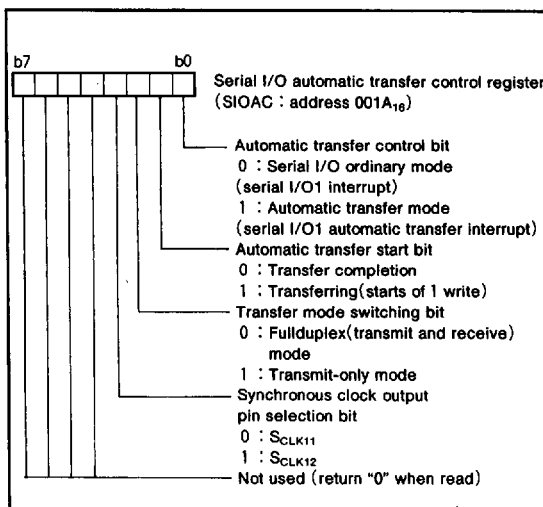 b7 b0
Serial I/O automatic transfer control register
(SIOAC : address 001A₁₆)
Automatic transfer control bit
0 : Serial I/O ordinary mode
(serial I/O1 interrupt)
1 : Automatic transfer mode
(serial I/O1 automatic transfer interrupt)
Automatic transfer start bit
0 : Transfer completion
1 : Transferring(starts of 1 write)
Transfer mode switching bit
0 : Fullduplex(transmit and receive)
mode
1 : Transmit-only mode
Synchronous clock output
pin selection bit
0 : SCLK11
1 : SCLK12
Not used (return “0” when read)